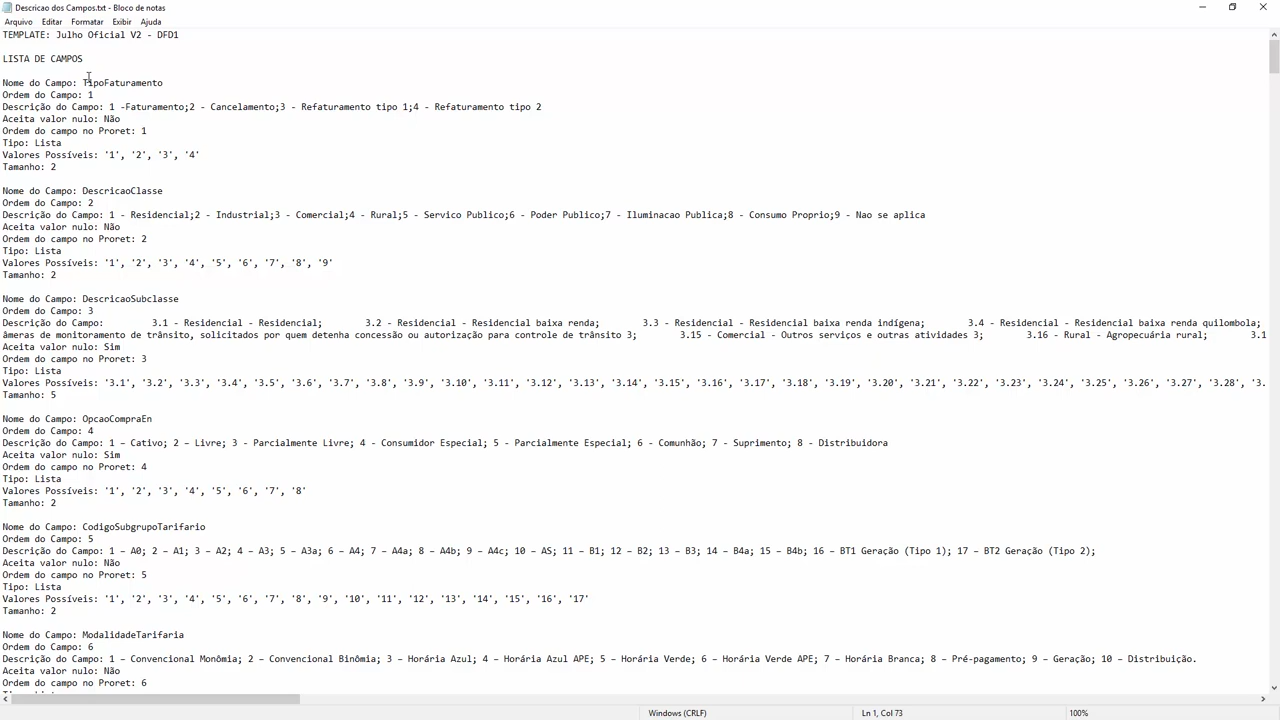 Descricao dos Campos.txt - Bloco de notas
Arquivo Editar Formatar Exibir Ajuda
TEMPLATE: Julho Oficial V2 - DFD1
LISTA DE CAMPOS
Nome do Campo: TipoFaturamento
Ordem do Campo: 1
Descrição do Campo: 1 -Faturamento;2 - Cancelamento;3 - Refaturamento tipo 1;4 - Refaturamento tipo 2
Aceita valor nulo: Não
Ordem do campo no Proret: 1
Tipo: Lista
Valores Possíveis: '1', '2', '3', '4'
Tamanho: 2
Nome do Campo: DescricaoClasse
Ordem do Campo: 2
Descrição do Campo: 1 - Residencial;2 - Industrial;3 - Comercial;4 - Rural;5 - Servico Publico;6 - Poder Publico;7 - Iluminacao Publica;8 - Consumo Proprio;9 - Nao se aplica
Aceita valor nulo: Não
Ordem do campo no Proret: 2
Tipo: Lista
Valores Possíveis: '1', '2', '3', '4', '5', '6', '7', '8', '9'
Tamanho: 2
Nome do Campo: DescricaoSubclasse
Ordem do Campo: 3
Descrição do Campo: 3.1 - Residencial - Residencial; 3.2 - Residencial - Residencial baixa renda; 3.3 - Residencial - Residencial baixa renda indígena; 3.4 - Residencial - Residencial baixa renda quilombola;
âmeras de monitoramento de trânsito, solicitados por quem detenha concessão ou autorização para controle de trânsito 3; 3.15 - Comercial - Outros serviços e outras atividades 3; 3.16 - Rural - Agropecuária rural; 3.1
Aceita valor nulo: Sim
Ordem do campo no Proret: 3
Tipo: Lista
Valores Possíveis: '3.1', '3.2', '3.3', '3.4', '3.5', '3.6', '3.7', '3.8', '3.9', '3.10', '3.11', '3.12', '3.13', '3.14', '3.15', '3.16', '3.17', '3.18', '3.19', '3.20', '3.21', '3.22', '3.23', '3.24', '3.25', '3.26', '3.27', '3.28', '3.
Tamanho: 5
Nome do Campo: OpcaoCompraEn
Ordem do Campo: 4
Descrição do Campo: 1 – Cativo; 2 – Livre; 3 - Parcialmente Livre; 4 - Consumidor Especial; 5 - Parcialmente Especial; 6 - Comunhão; 7 - Suprimento; 8 - Distribuidora
Aceita valor nulo: Sim
Ordem do campo no Proret: 4
Tipo: Lista
Valores Possíveis: '1', '2', '3', '4', '5', '6', '7', '8'
Tamanho: 2
Nome do Campo: CodigoSubgrupoTarifario
Ordem do Campo: 5
Descrição do Campo: 1 – A0; 2 – A1; 3 – A2; 4 – A3; 5 – A3a; 6 – A4; 7 – A4a; 8 – A4b; 9 – A4c; 10 – AS; 11 – B1; 12 – B2; 13 – B3; 14 – B4a; 15 – B4b; 16 – BT1 Geração (Tipo 1); 17 – BT2 Geração (Tipo 2);
Aceita valor nulo: Não
Ordem do campo no Proret: 5
Tipo: Lista
Valores Possíveis: '1', '2', '3', '4', '5', '6', '7', '8', '9', '10', '11', '12', '13', '14', '15', '16', '17'
Tamanho: 2
Nome do Campo: ModalidadeTarifaria
Ordem do Campo: 6
Descrição do Campo: 1 – Convencional Monômia; 2 – Convencional Binômia; 3 – Horária Azul; 4 – Horária Azul APE; 5 – Horária Verde; 6 – Horária Verde APE; 7 – Horária Branca; 8 – Pré-pagamento; 9 – Geração; 10 – Distribuição.
Aceita valor nulo: Não
Ordem do campo no Proret: 6
Windows (CRLF) Ln 1, Col 73 100%